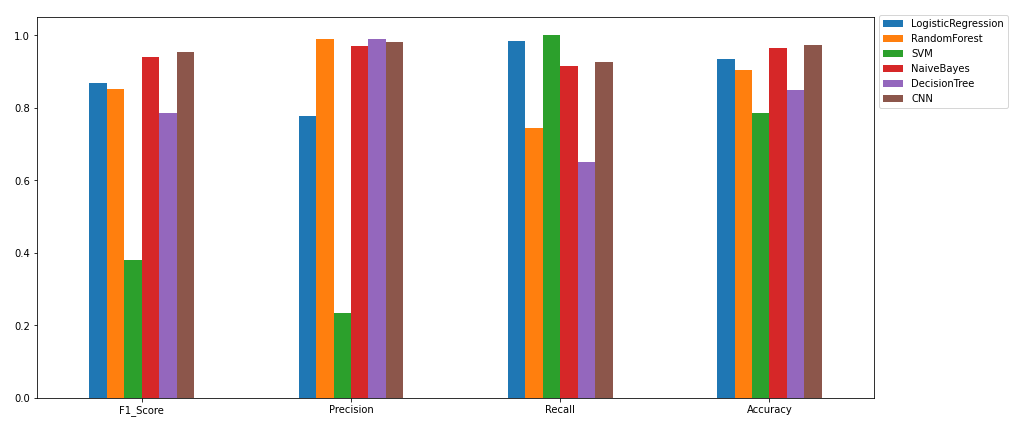 1.0
0.8
0.6
0.4
0.2
0.0
F1_Score
Precision
Recall
Accuracy
LogisticRegression
RandomForest
SVM
NaiveBayes
DecisionTree
CNN